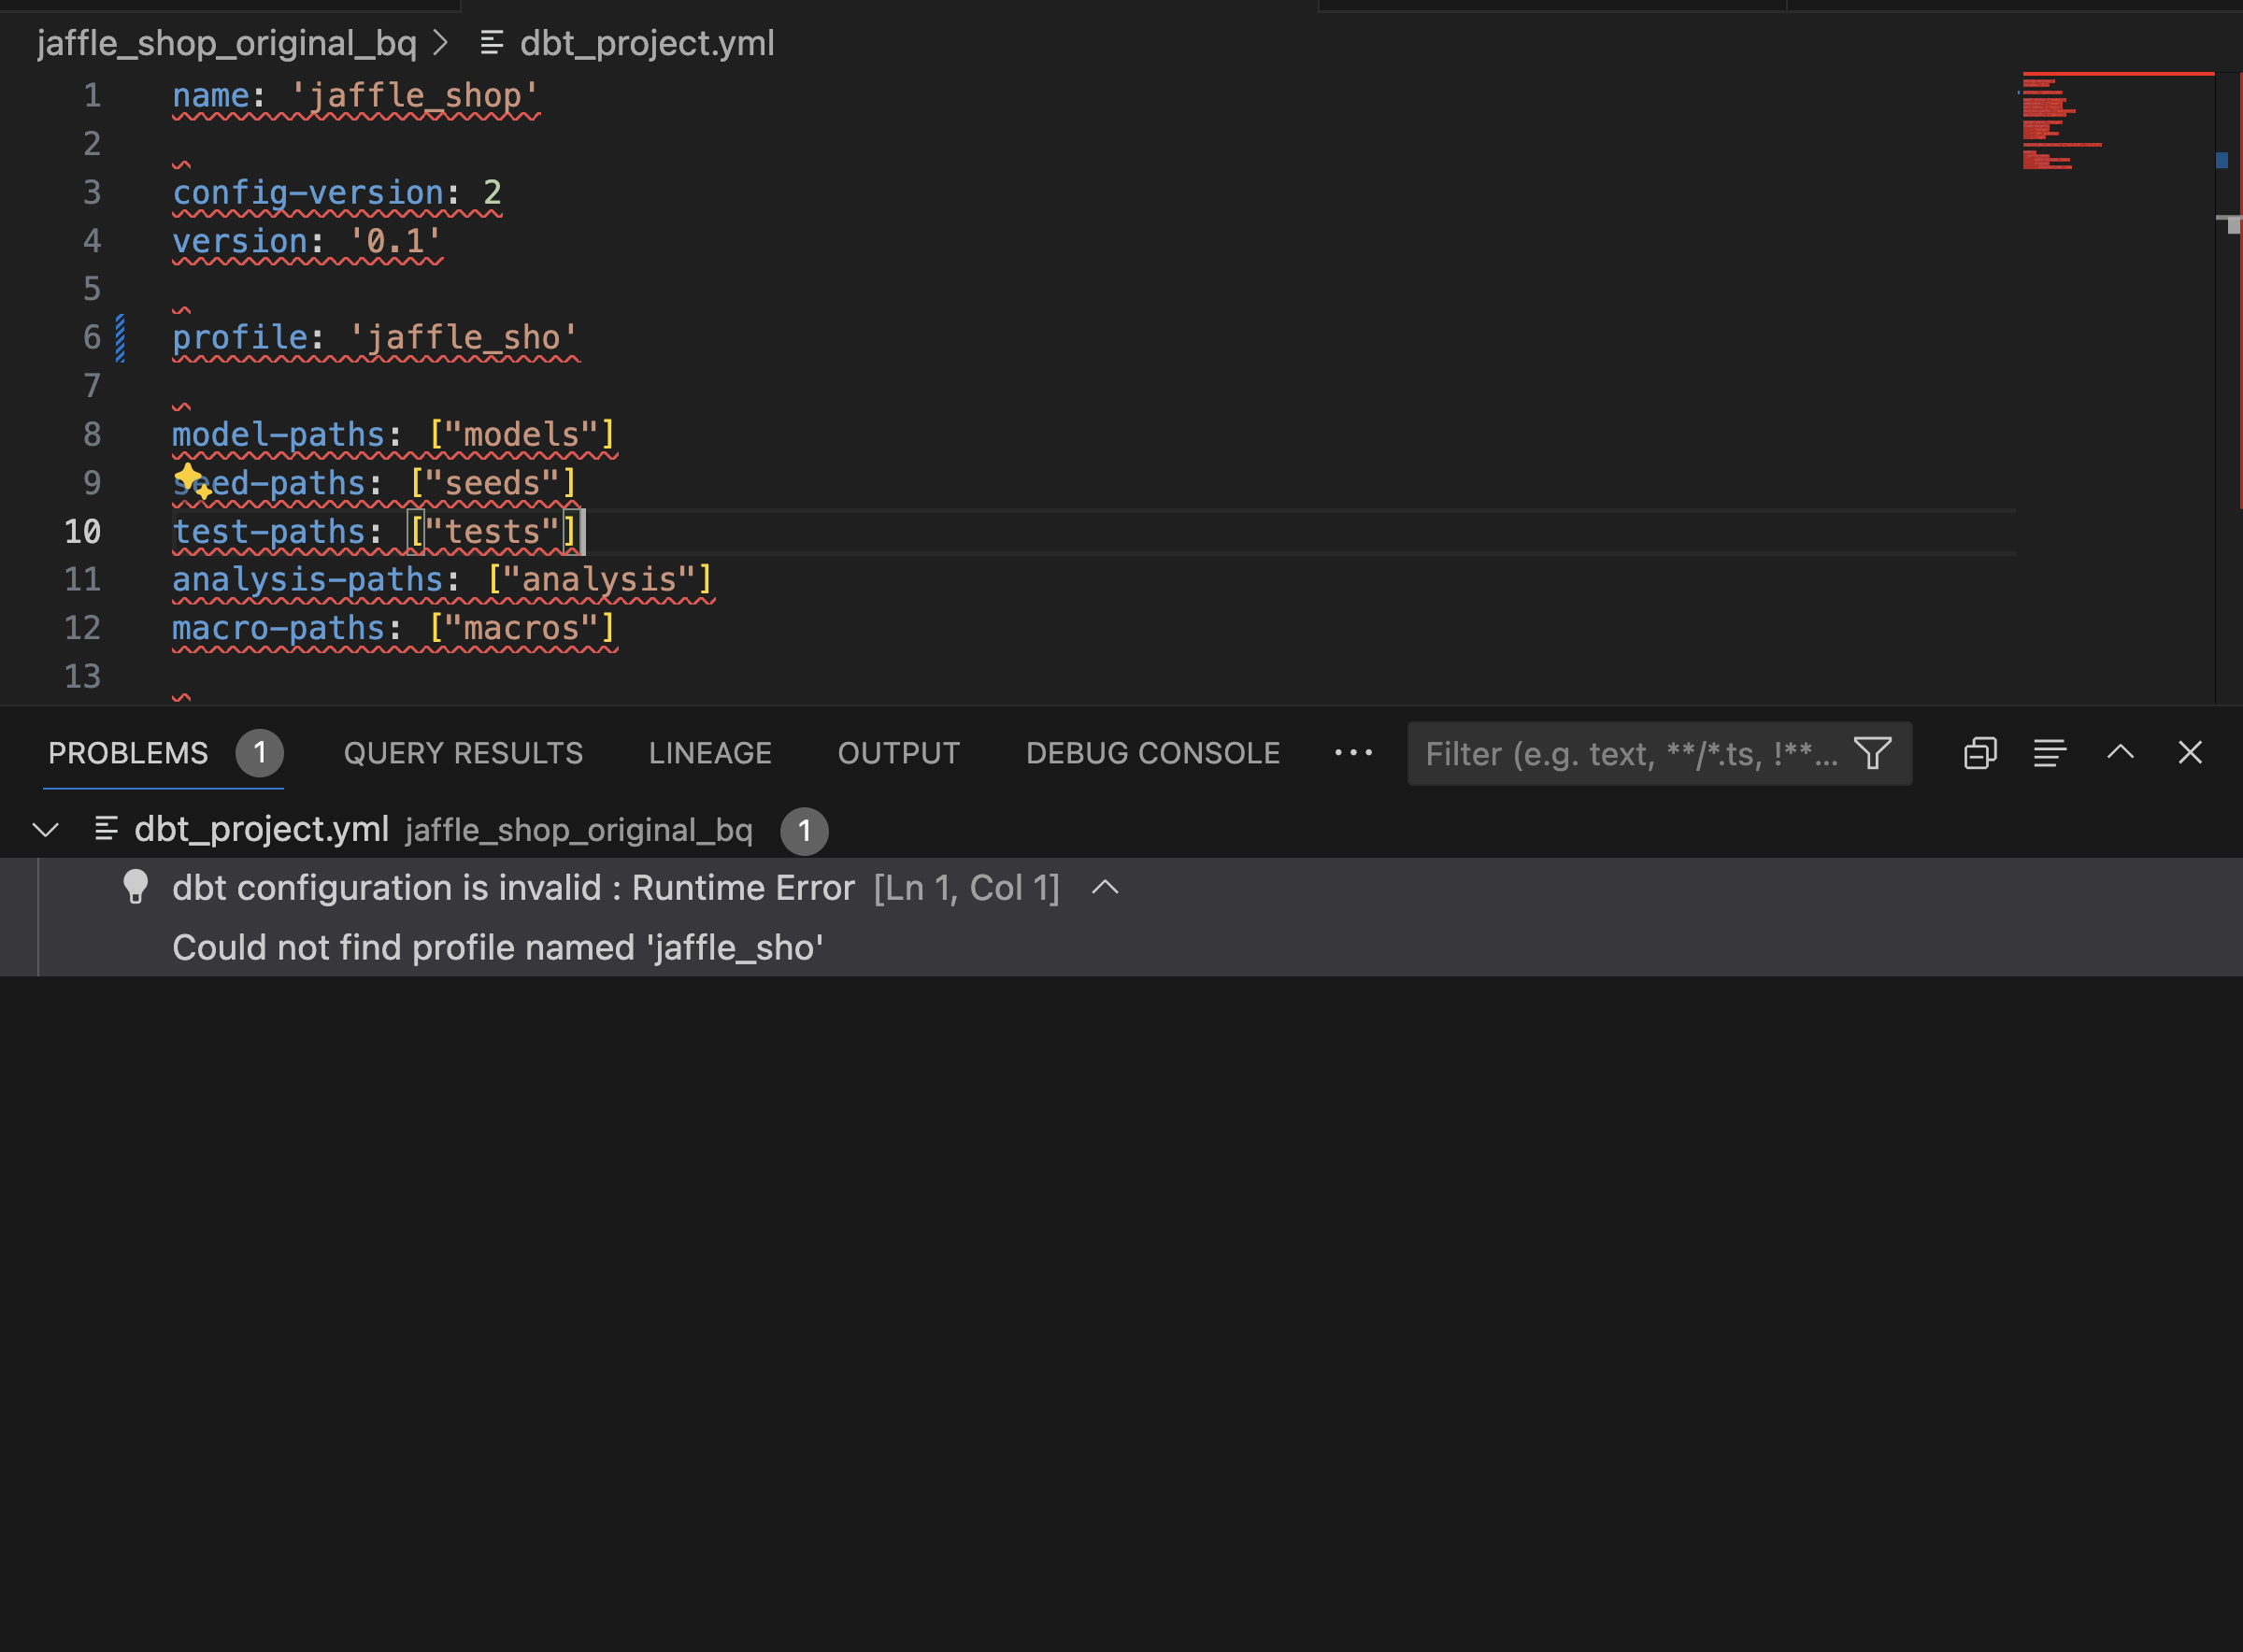 jaffle_shop_original_bq > dbt_project.yml
1 name: 'jaffle_shop'
2
3 config-version: 2
4 version: '0.1'
5
6 profile: 'jaffle_sho'
7
8 model-paths: ["models"]
9 seed-paths: ["seeds"]
10 test-paths: ["tests"]
11 analysis-paths: ["analysis"]
12 macro-paths: ["macros"]
13
PROBLEMS 1 QUERY RESULTS LINEAGE OUTPUT DEBUG CONSOLE ... Filter (e.g. text, **/*.ts, !**...
dbt_project.yml jaffle_shop_original_bq 1
dbt configuration is invalid : Runtime Error [Ln 1, Col 1]
Could not find profile named 'jaffle_sho'